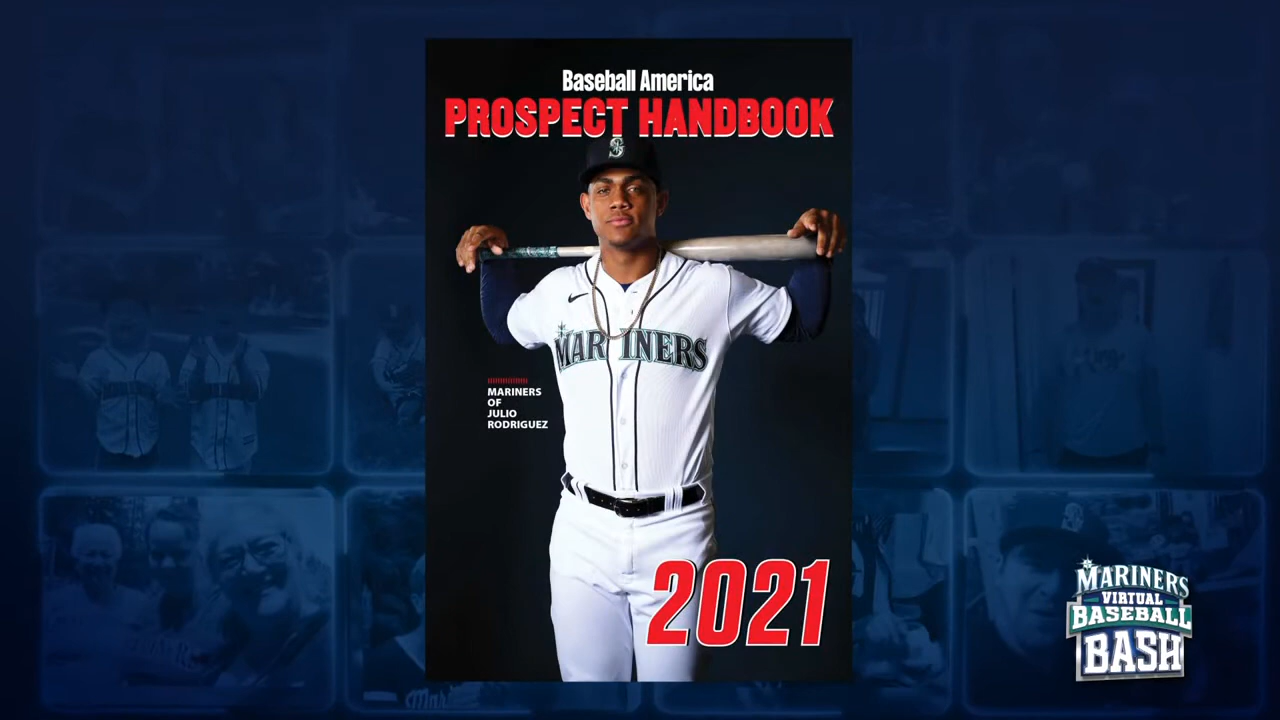 Baseball America
PROSPECT HANDBOOK
S
MARINERS
MARINERS
OF
JULIO
RODRIGUEZ
2021
MARINERS
VIRTUAL
BASEBALL
BASH